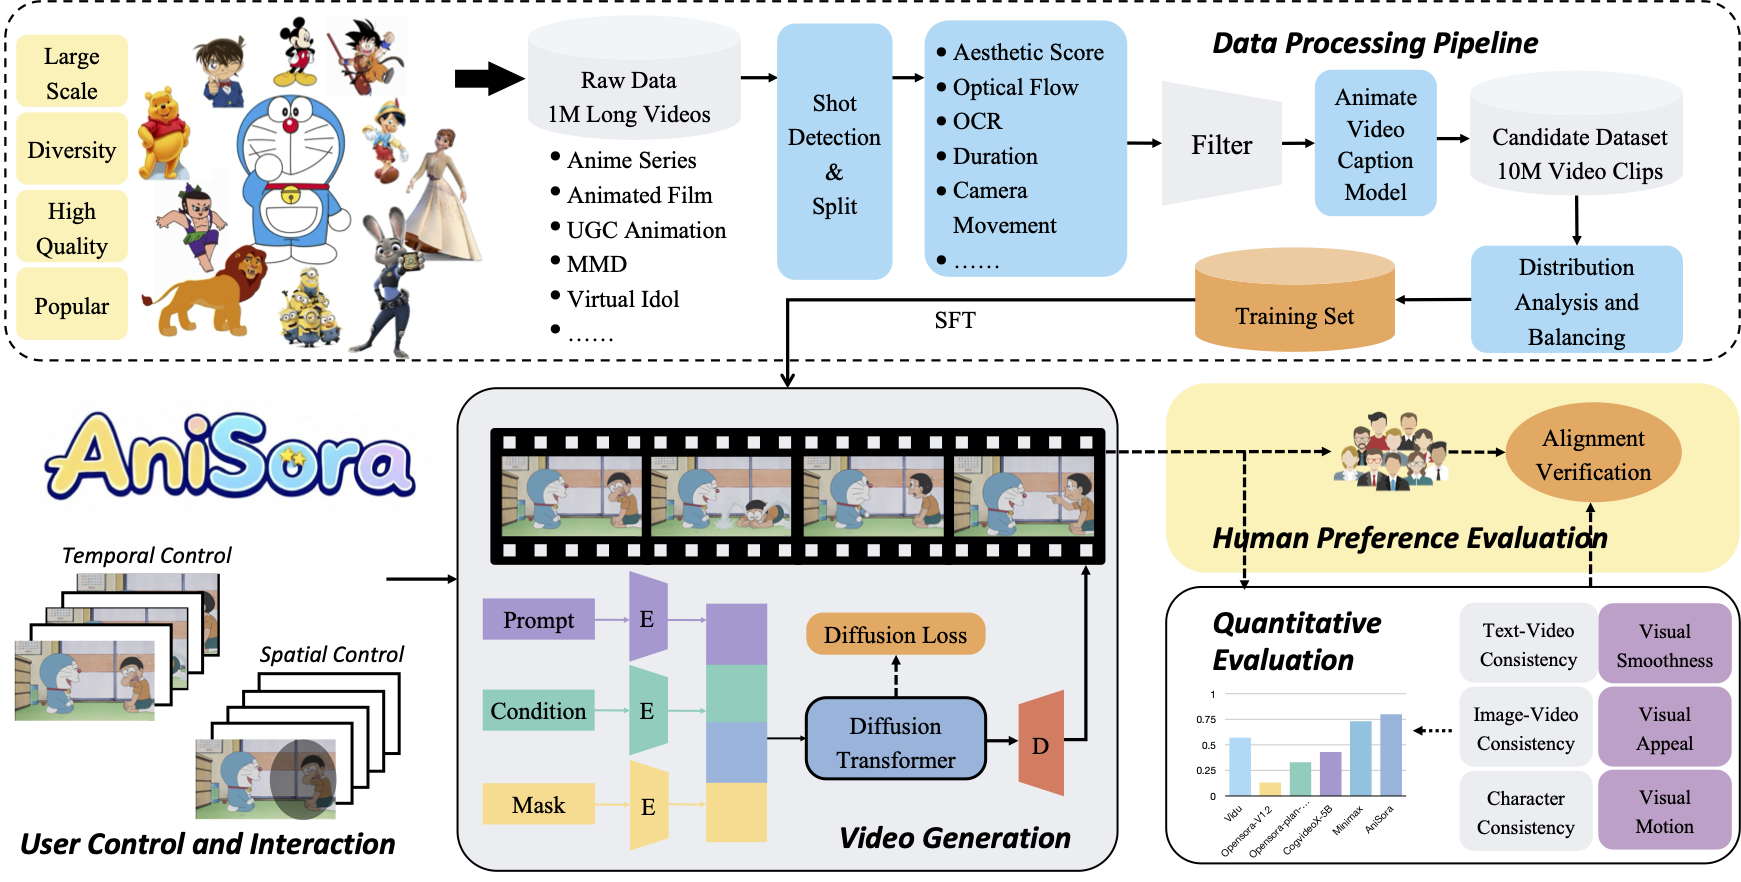 Large
Scale
Diversity
High
Quality
Popular
Raw Data
1M Long Videos
• Anime Series
• Animated Film
• UGC Animation
• MMD
• Virtual Idol
• ......
Shot
Detection
&
Split
• Aesthetic Score
• Optical Flow
• OCR
• Duration
• Camera
Movement
• ......
Data Processing Pipeline
Filter
Animate
Video
Caption
Model
Candidate Dataset
10M Video Clips
Distribution
Analysis and
Balancing
Training Set
SFT
AniSora
Temporal Control
Spatial Control
User Control and Interaction
Prompt
E
Condition
E
Mask
E
Diffusion Loss
Diffusion
Transformer
D
Video Generation
Alignment
Verification
Human Preference Evaluation
Quantitative
Evaluation
1
0.75
0.5
0.25
0
Vidu
Opensora-V1.2
Opensora-plan-...
CogvideoX-5B
Minimax
AniSora
Text-Video
Consistency
Visual
Smoothness
Image-Video
Consistency
Visual
Appeal
Character
Consistency
Visual
Motion